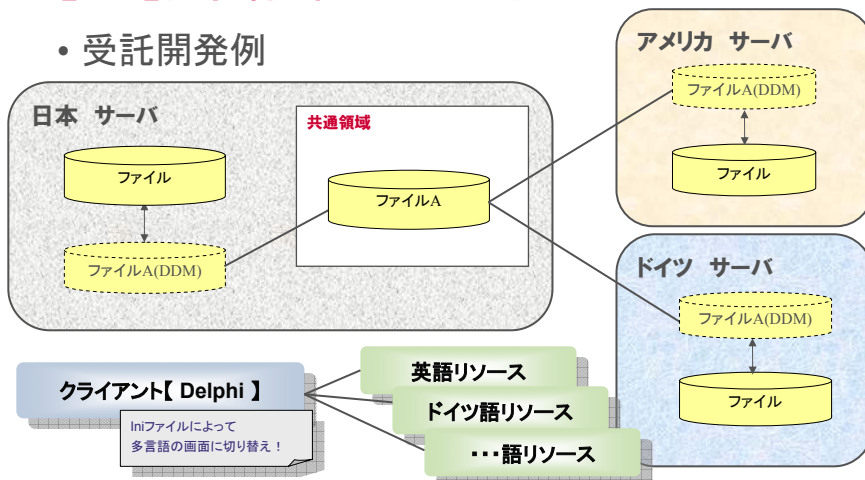 ・受託開発例
日本 サーバ
ファイル
ファイルA(DDM)
共通領域
ファイルA
アメリカ サーバ
ファイルA(DDM)
ファイル
ドイツ サーバ
ファイルA(DDM)
ファイル
クライアント【 Delphi 】
Iniファイルによって
多言語の画面に切り替え！
英語リソース
ドイツ語リソース
・・・語リソース